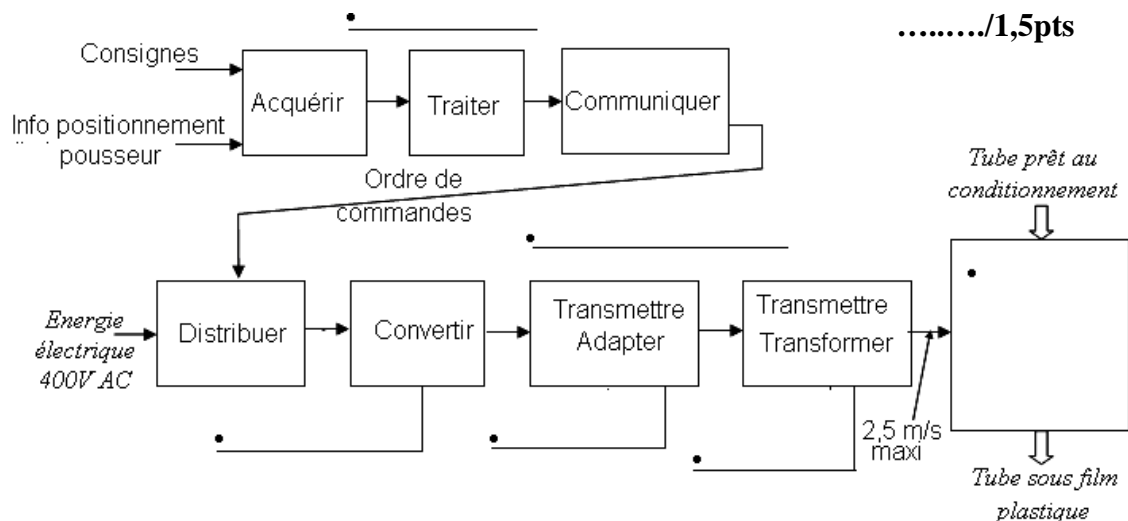 …..…./1,5pts
Consignes
Acquérir
Traiter
Communiquer
Info positionnement
pousseur
Ordre de
commandes
Tube prêt au
conditionnement
Energie
électrique
400V AC
Distribuer
Convertir
Transmettre
Adapter
Transmettre
Transformer
2,5 m/s
maxi
Tube sous film
plastique